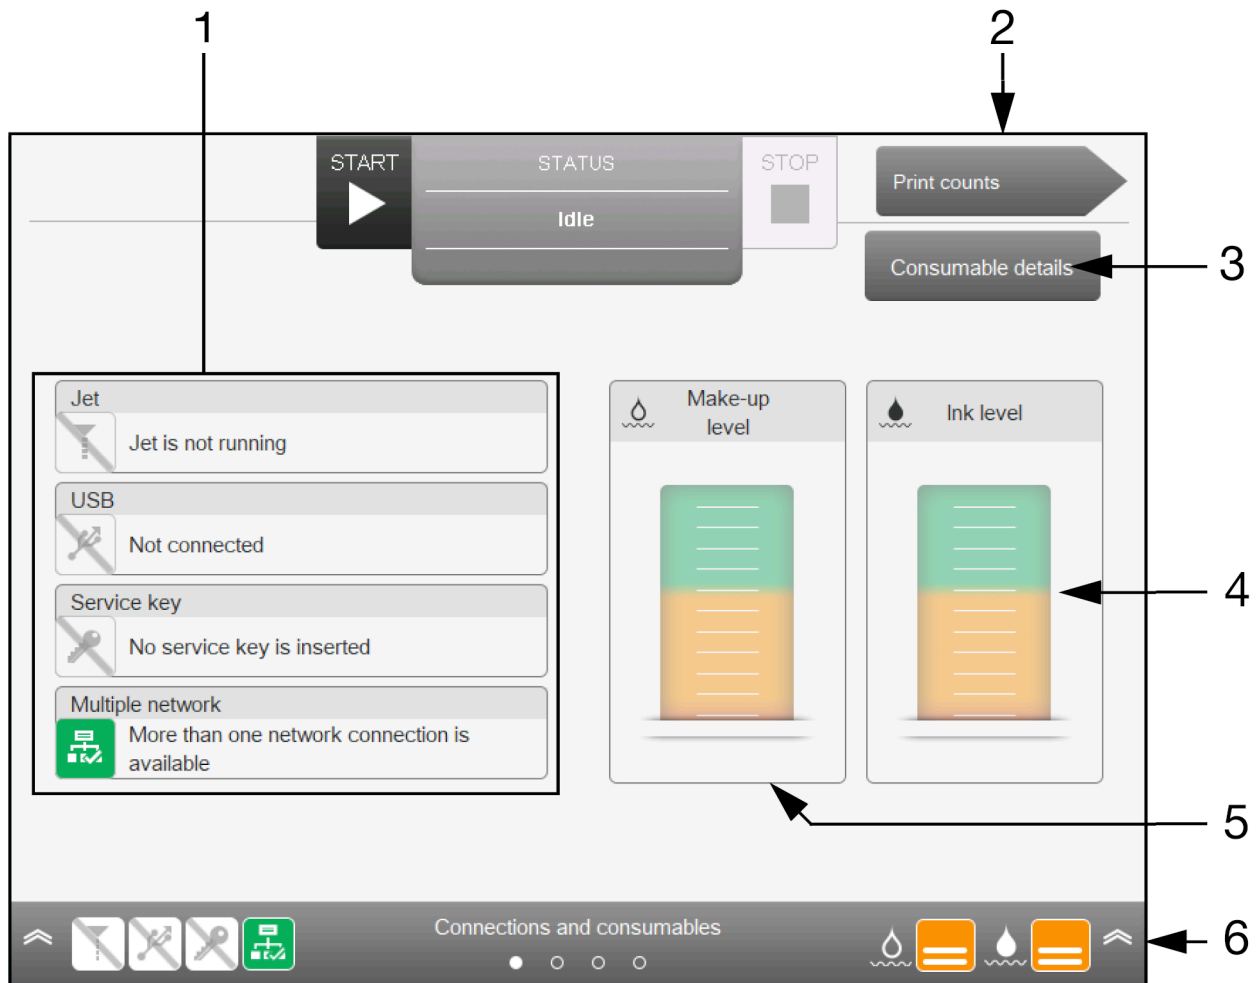 1
2
START
STATUS
STOP
Idle
Print counts
Consumable details
3
Jet
Jet is not running
USB
Not connected
Service key
No service key is inserted
Multiple network
More than one network connection is
available
Make-up
level
Ink level
4
5
Connections and consumables
6